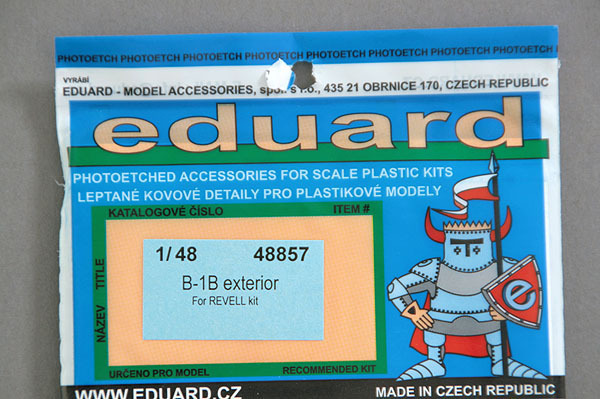 PHOTOETCH PHOTOETCH PHOTOETCH PHOTOETCH PHOTOETCH PHOTOETCH PHOTOETCH PHOTOETCH
VYRÁBÍ
EDUARD - MODEL ACCESSORIES, spol. s r.o., 435 21 OBRNICE 170, CZECH REPUBLIC
eduard
PHOTOETCHED ACCESSORIES FOR SCALE PLASTIC KITS
LEPTANÉ KOVOVÉ DETAILY PRO PLASTIKOVÉ MODELY
KATALOGOVÉ ČÍSLO ITEM #
NÁZEV TITLE
1/48 48857
B-1B exterior
For REVELL kit
URČENO PRO MODEL RECOMMENDED KIT
e
WWW.EDUARD.CZ MADE IN CZECH REPUBLIC